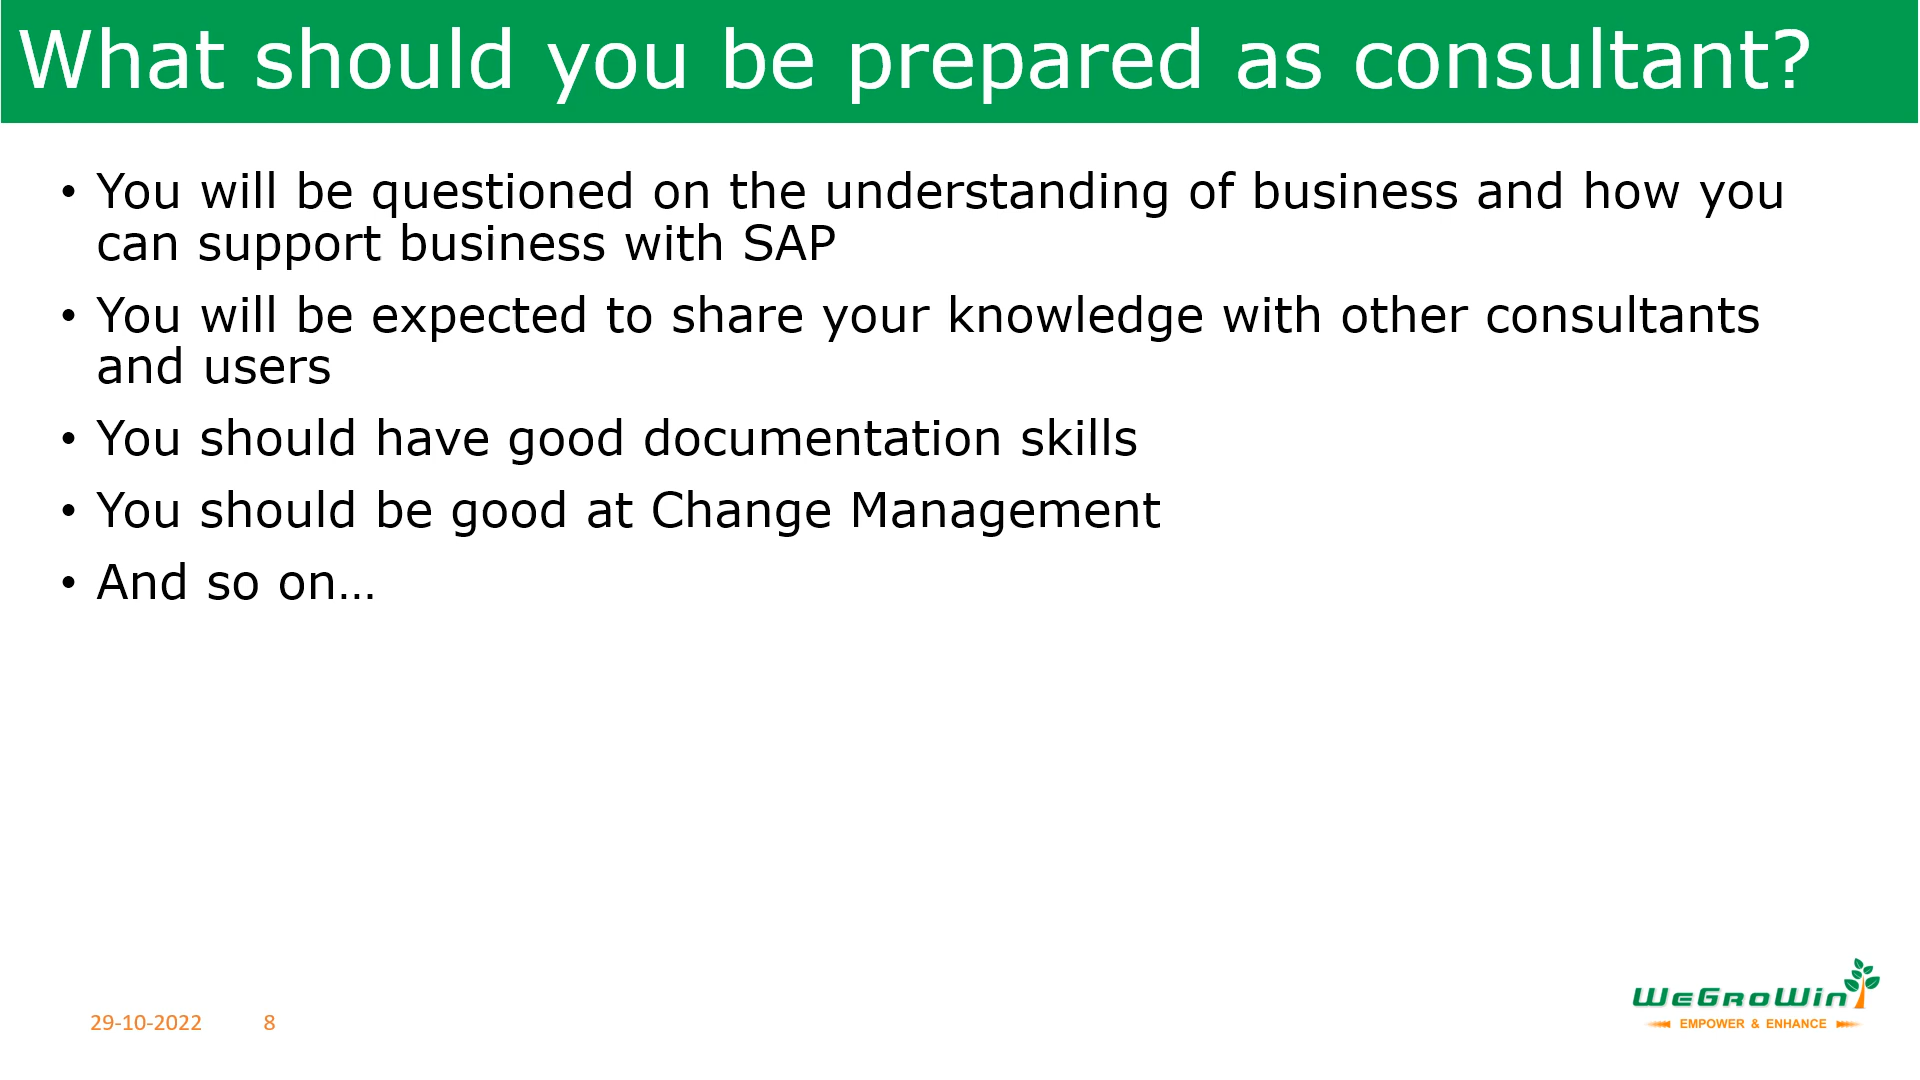 What should you be prepared as consultant?
• You will be questioned on the understanding of business and how you
can support business with SAP
• You will be expected to share your knowledge with other consultants
and users
• You should have good documentation skills
• You should be good at Change Management
• And so on…
29-10-2022 8
WeGroWin
EMPOWER & ENHANCE